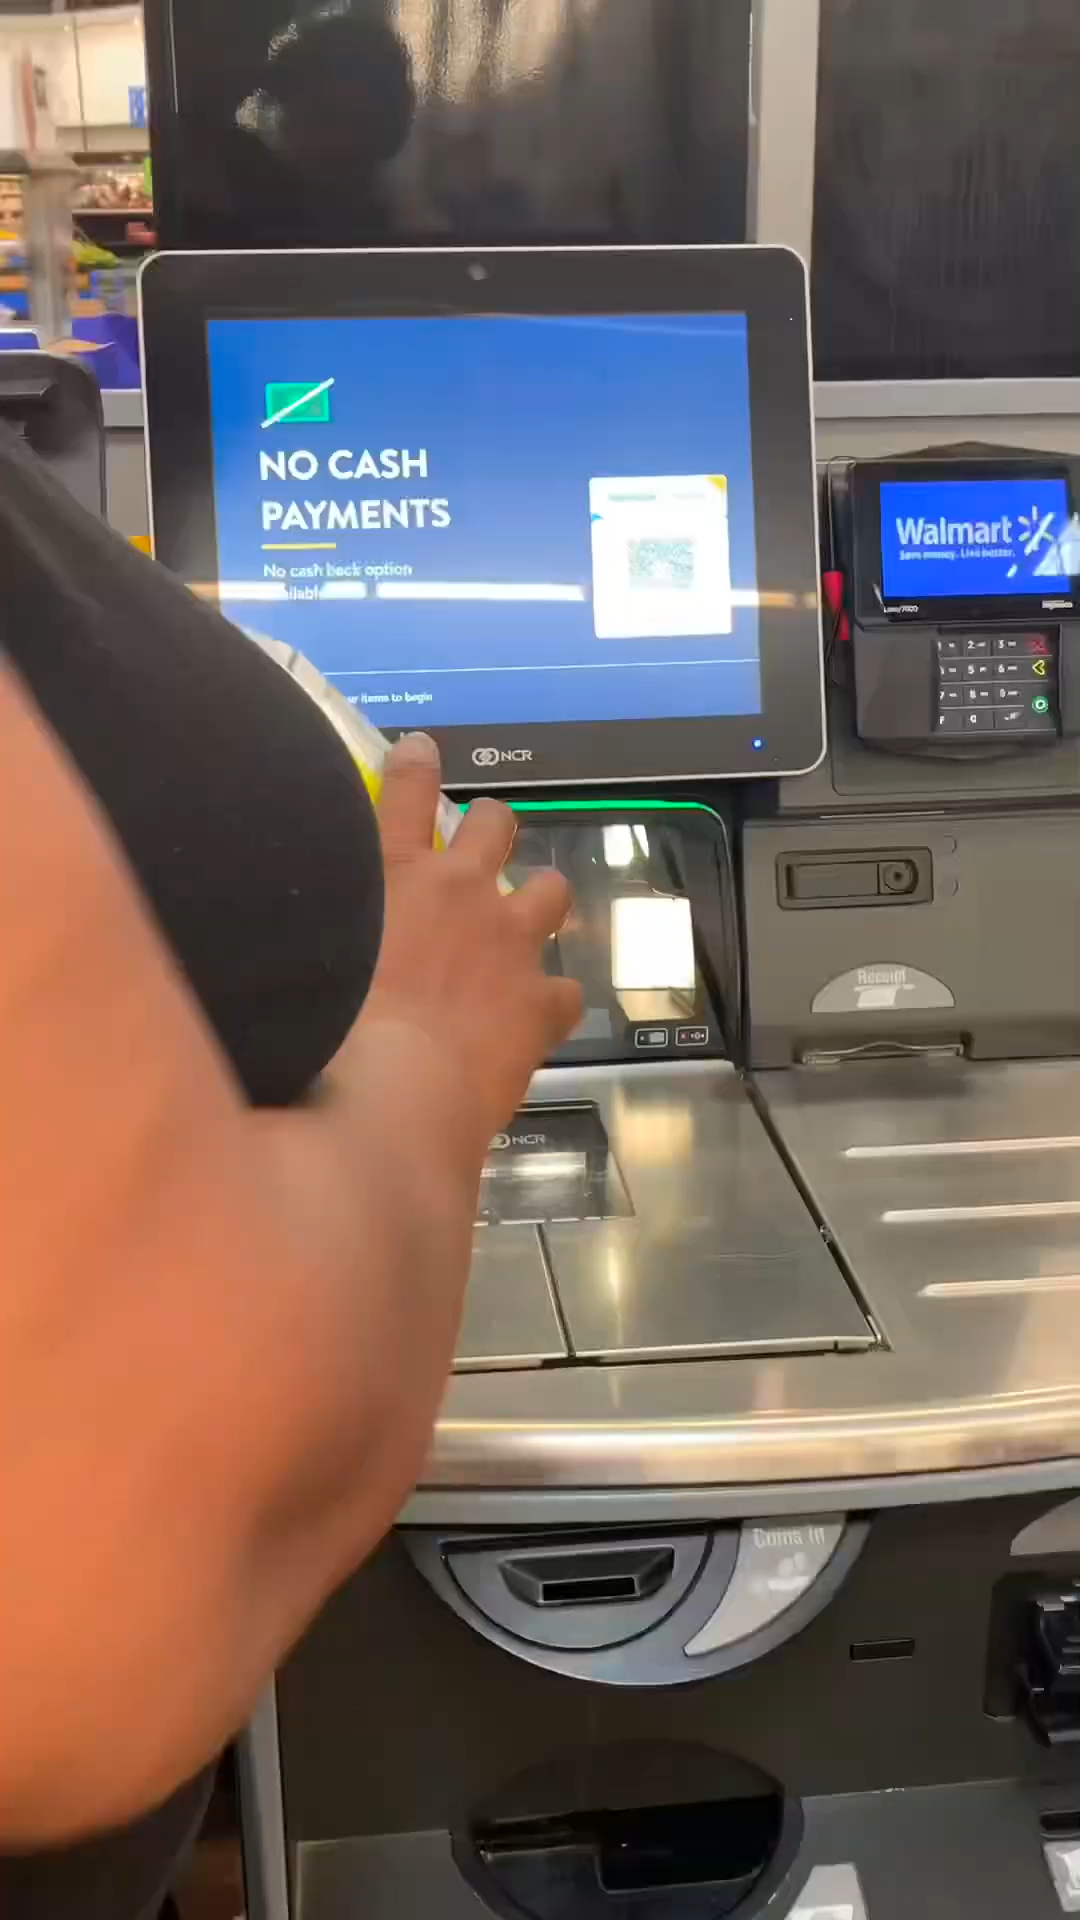 NO CASH
PAYMENTS
No cash back option
items to begin
NCR
Walmart
Save money. Live better.
Receipt
NCR
Coins In